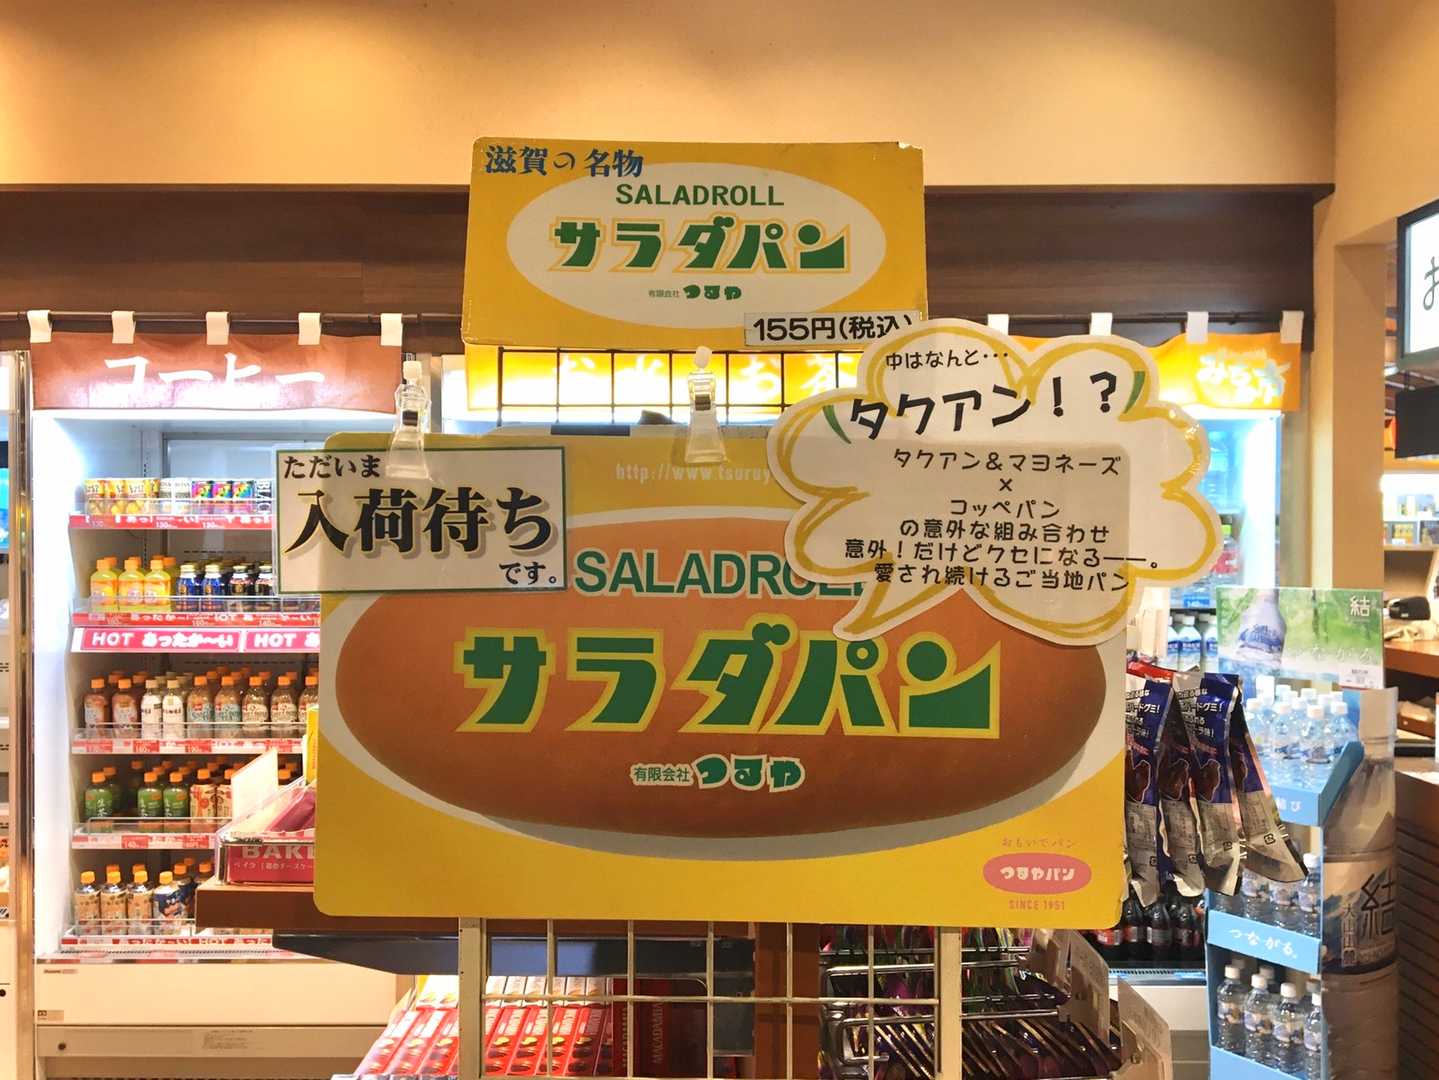 滋賀の名物
SALADROLL
サラダパン
有限会社 つるや
155円(税込)
コーヒー
中はなんと…
タクアン！？
タクアン&マヨネーズ
×
コッペパン
の意外な組み合わせ
意外！だけどクセになる——。
愛され続けるご当地パン
ただいま
入荷待ち
です。
http://www.tsuruy
SALADROLL
サラダパン
有限会社 つるや
おもいでパン
つるやパン
SINCE 1951
HOT あったか〜い
HOT あ
BAKE
結
つながる。
結